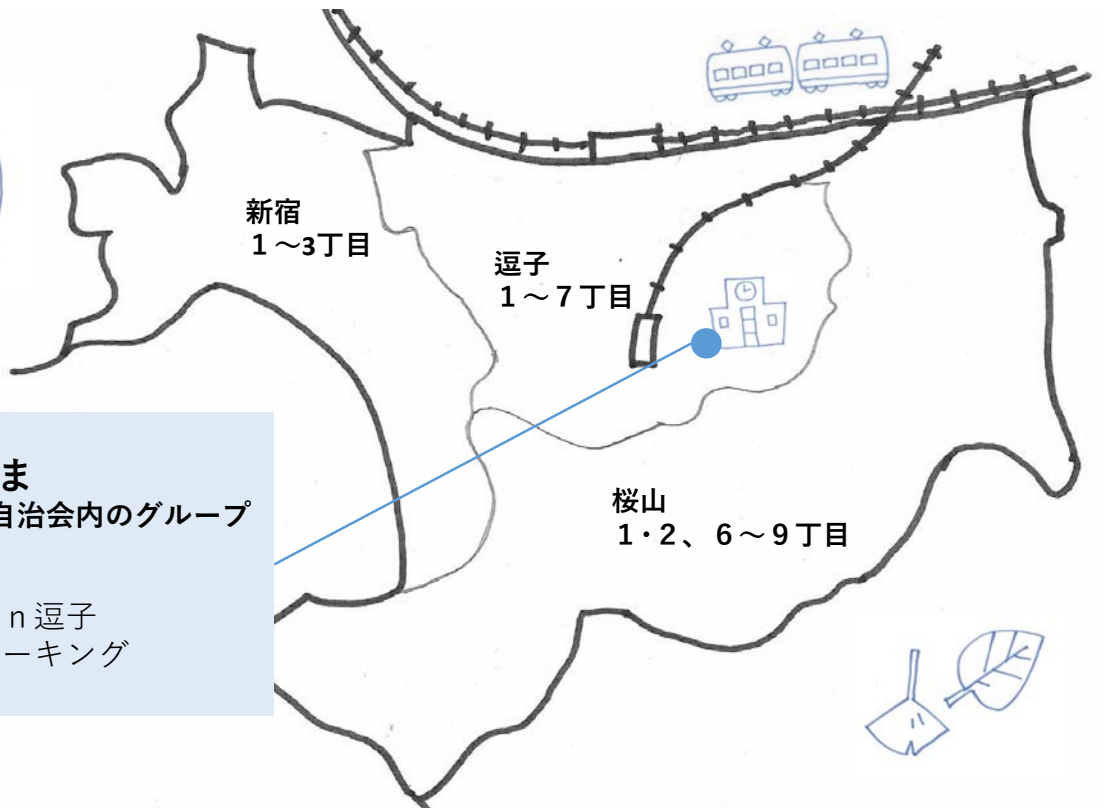 新宿
１～3丁目
逗子
１～７丁目
桜山
１・２、６～９丁目
ま
自治会内のグループ
ｎ逗子
ーキング